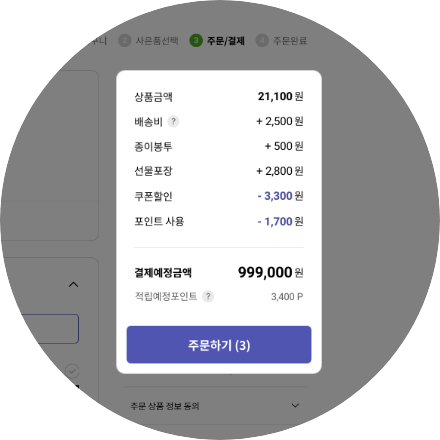 니 2 사은품선택 3 주문/결제 4 주문완료
상품금액 21,100 원
배송비 ? + 2,500 원
종이봉투 + 500 원
선물포장 + 2,800 원
쿠폰할인 - 3,300 원
포인트 사용 - 1,700 원
결제예정금액 999,000 원
적립예정포인트 ? 3,400 P
주문하기 (3)
주문 상품 정보 동의